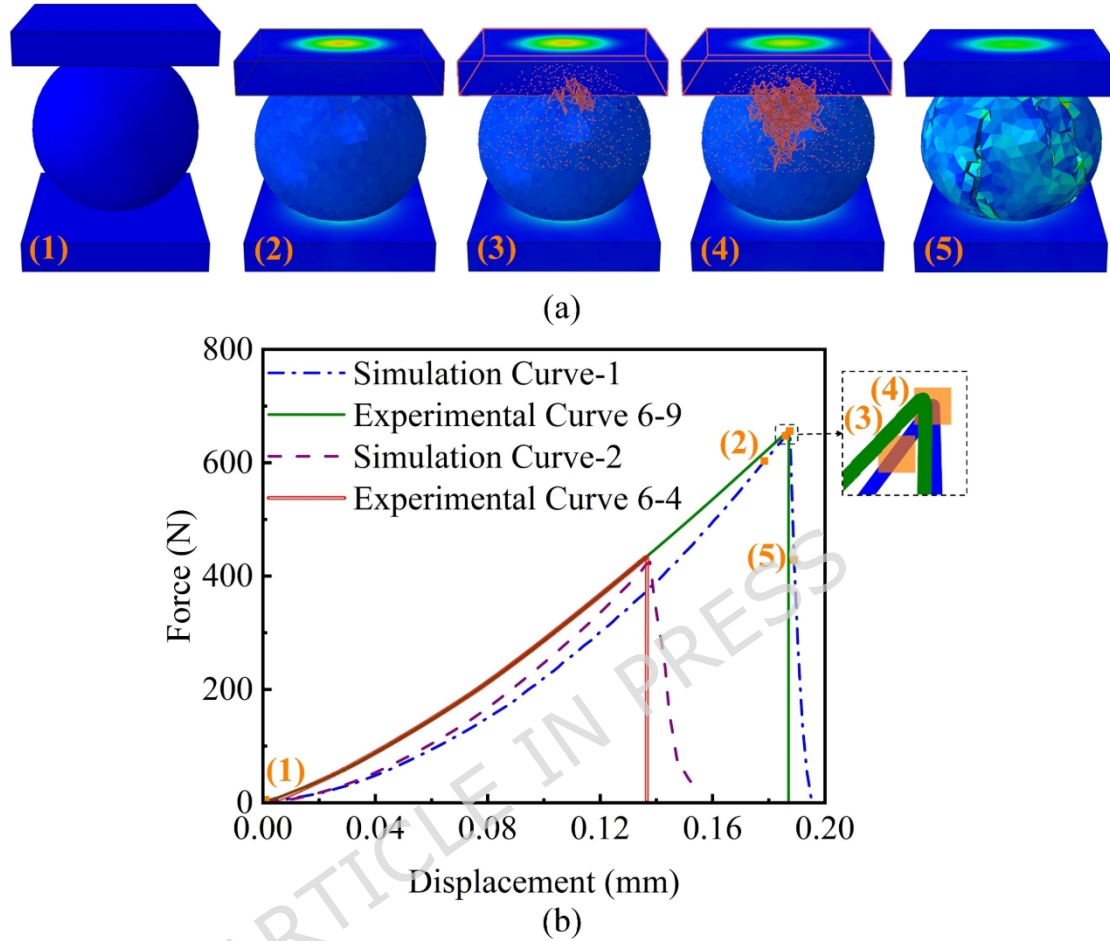 (1)
(2)
(3)
(4)
(5)
(a)
800
600
400
200
0
Force (N)
Simulation Curve-1
Experimental Curve 6-9
Simulation Curve-2
Experimental Curve 6-4
(1)
(2)
(5)
(4)
(3)
0.00
0.04
0.08
0.12
0.16
0.20
Displacement (mm)
(b)
ARTICLE IN PRESS